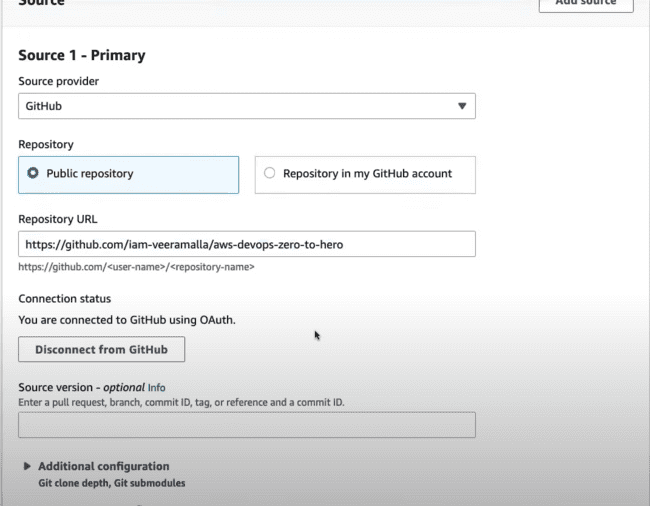 Source
Add source
Source 1 - Primary
Source provider
GitHub
Repository
Public repository
Repository in my GitHub account
Repository URL
https://github.com/iam-veeramalla/aws-devops-zero-to-hero
https://github.com/<user-name>/<repository-name>
Connection status
You are connected to GitHub using OAuth.
Disconnect from GitHub
Source version - optional Info
Enter a pull request, branch, commit ID, tag, or reference and a commit ID.
Additional configuration
Git clone depth, Git submodules